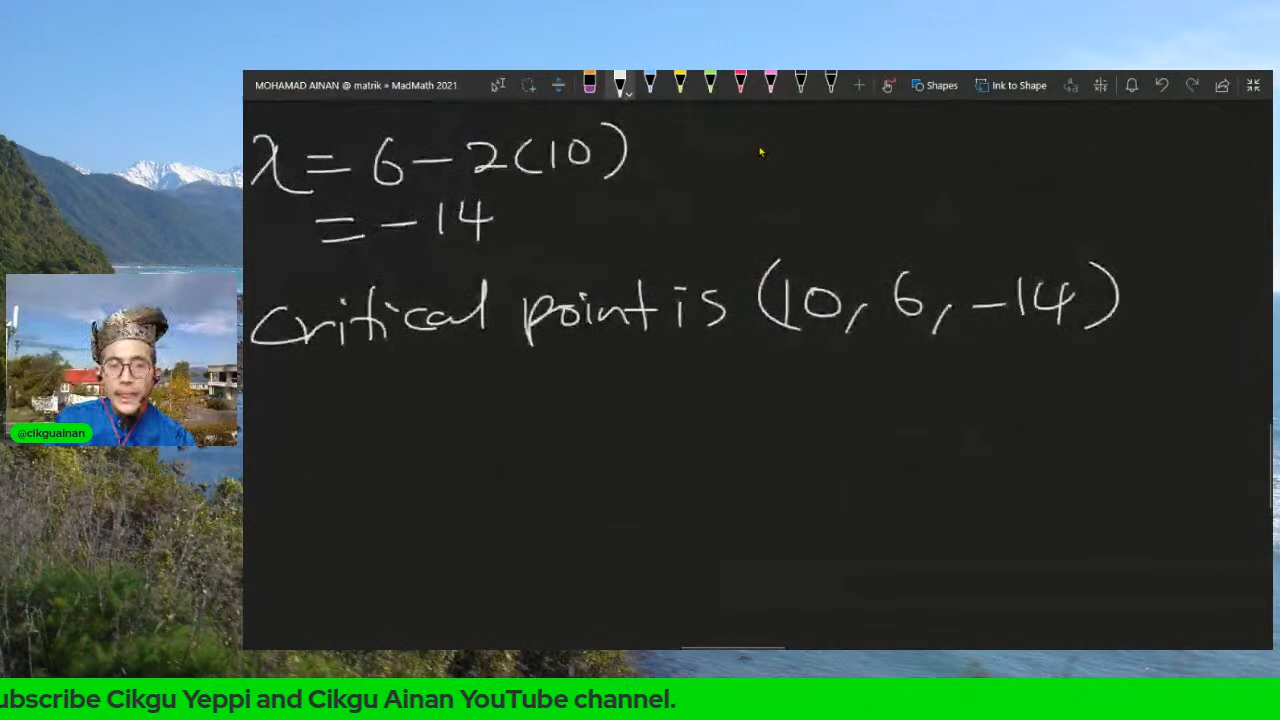 MOHAMAD AINAN @ matrik » MadMath 2021
Shapes
Ink to Shape
λ = 6 - 2(10)
= -14
critical point is (10, 6, -14)
@cikguainan
ubscribe Cikgu Yeppi and Cikgu Ainan YouTube channel.